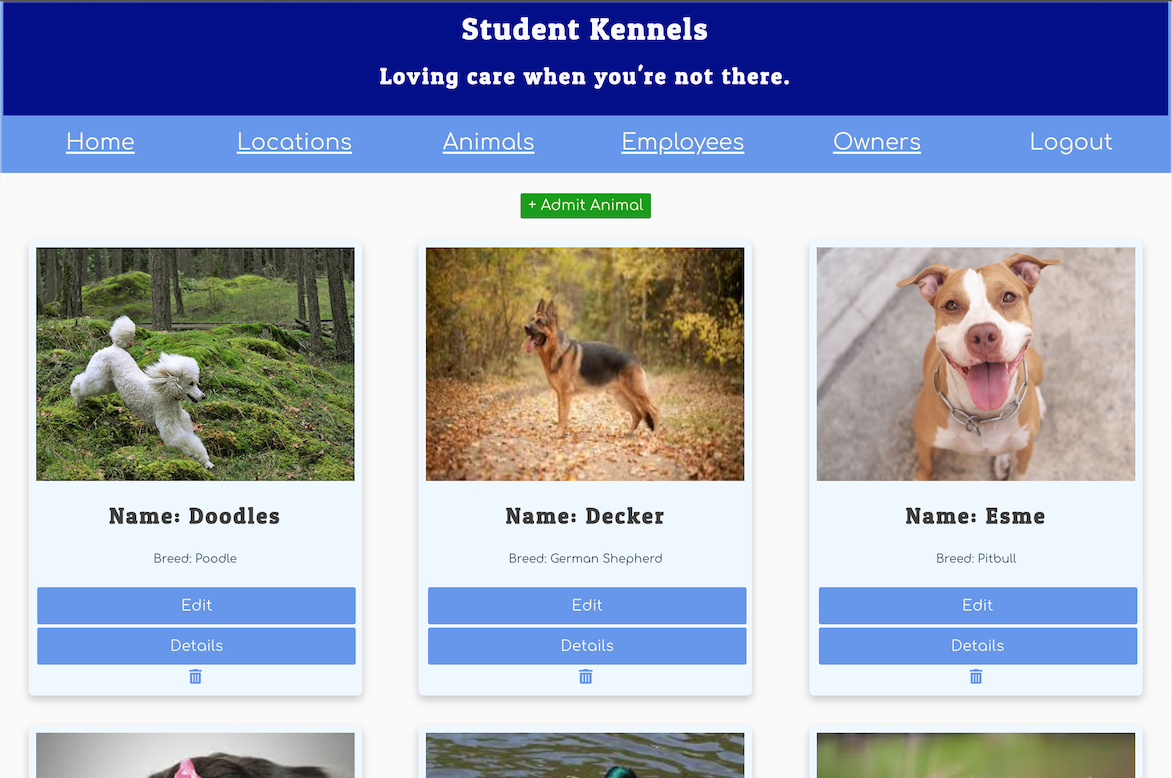 Student Kennels
Loving care when you're not there.
Home Locations Animals Employees Owners Logout
+ Admit Animal
Name: Doodles
Breed: Poodle
Edit
Details
Name: Decker
Breed: German Shepherd
Edit
Details
Name: Esme
Breed: Pitbull
Edit
Details